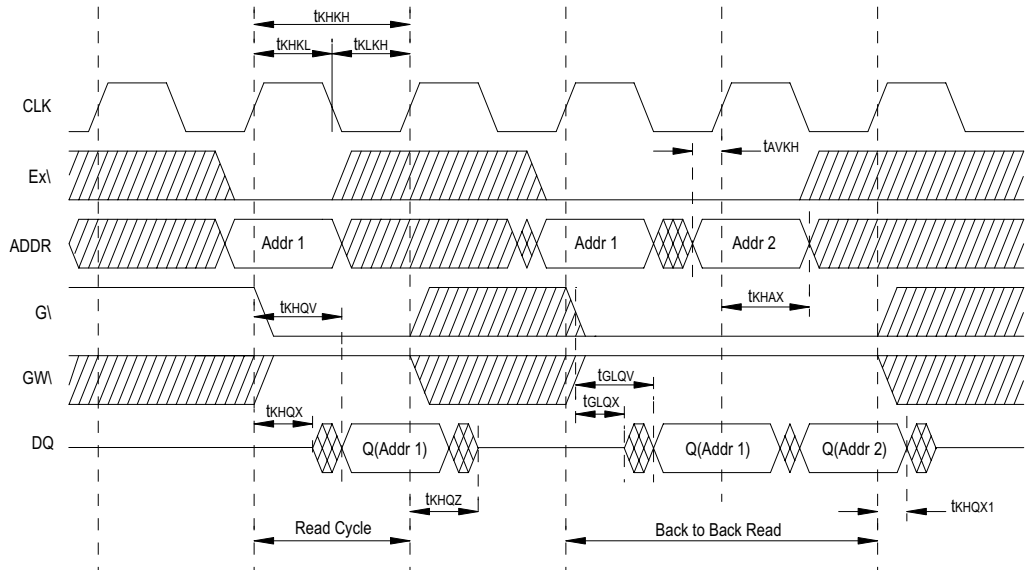 tKHKH
tKHKL tKLKH
CLK
tAVKH
Ex\
ADDR Addr 1 Addr 1 Addr 2
G\ tKHQV tKHAX
GW\ tGLQV
tGLQX
tKHQX
DQ Q(Addr 1) Q(Addr 1) Q(Addr 2)
tKHQZ tKHQX1
Read Cycle Back to Back Read